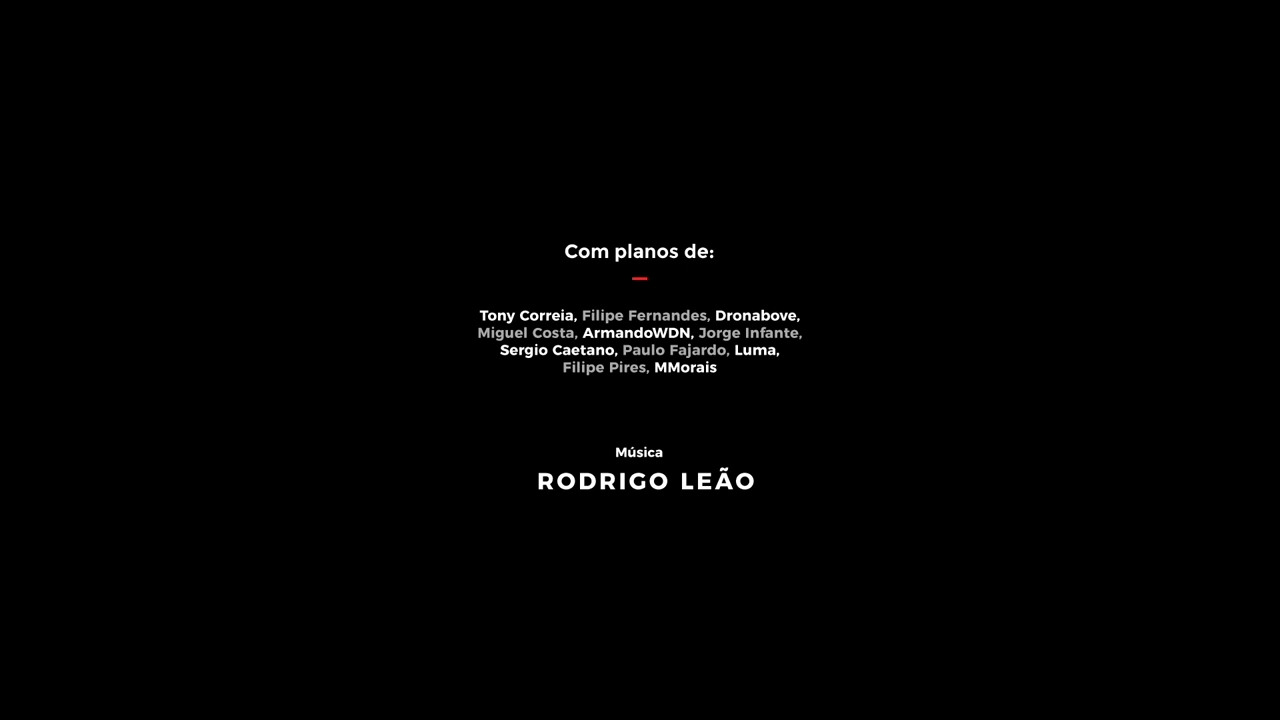 Com planos de:
Tony Correia, Filipe Fernandes, Dronabove,
Miguel Costa, ArmandoWDN, Jorge Infante,
Sergio Caetano, Paulo Fajardo, Luma,
Filipe Pires, MMorais
Música
RODRIGO LEÃO